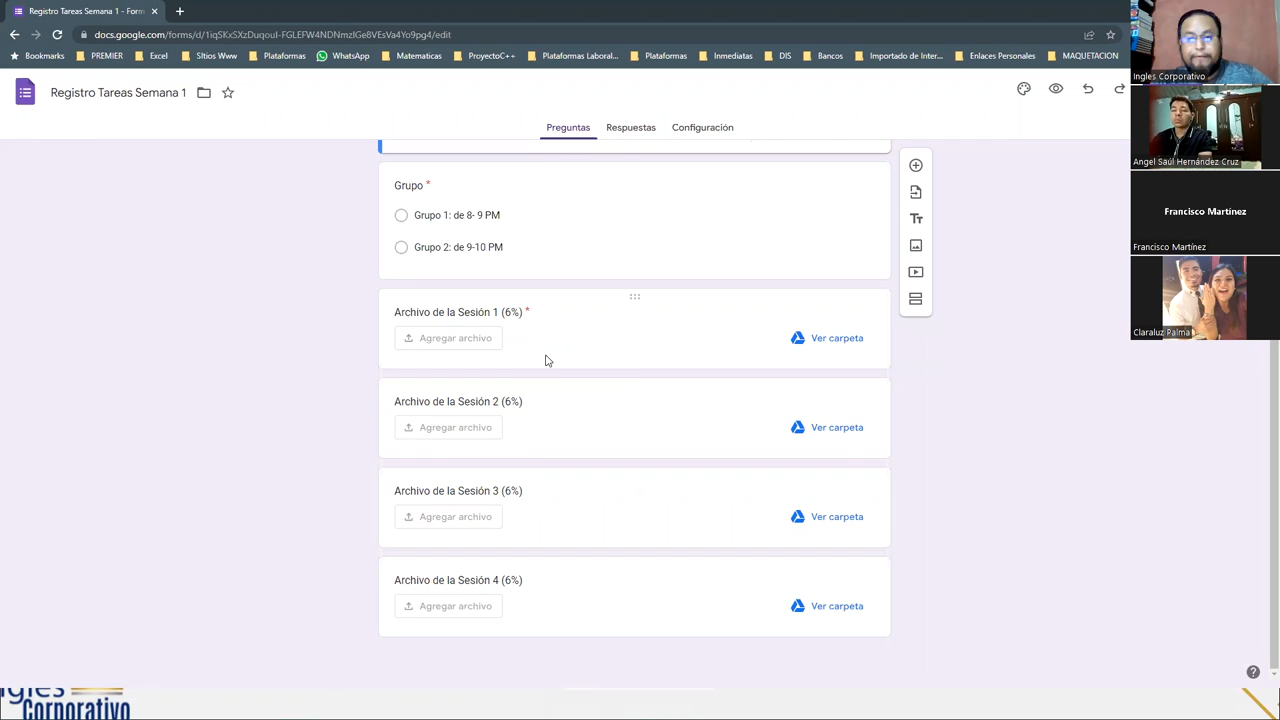 Registro Tareas Semana 1 - Form
docs.google.com/forms/d/1iqSKxSXzDuqouI-FGLEFW4NDNmzIGe8VEsVa4Yo9pg4/edit
Bookmarks PREMIER Excel SItios Www Plataformas WhatsApp Matematicas ProyectoC+ Plataformas Laboral... Plataformas Inmediatas DIS Bancos Importado de Inter... Enlaces Personales MAQUETACION
Registro Tareas Semana 1
Preguntas Respuestas Configuración
Grupo *
Grupo 1: de 8- 9 PM
Grupo 2: de 9-10 PM
Archivo de la Sesión 1 (6%) *
Agregar archivo Ver carpeta
Archivo de la Sesión 2 (6%)
Agregar archivo Ver carpeta
Archivo de la Sesión 3 (6%)
Agregar archivo Ver carpeta
Archivo de la Sesión 4 (6%)
Agregar archivo Ver carpeta
Ingles Corporativo
Angel Saúl Hernández Cruz
Francisco Martínez
Francisco Martínez
Claraluz Palma
Corporativo